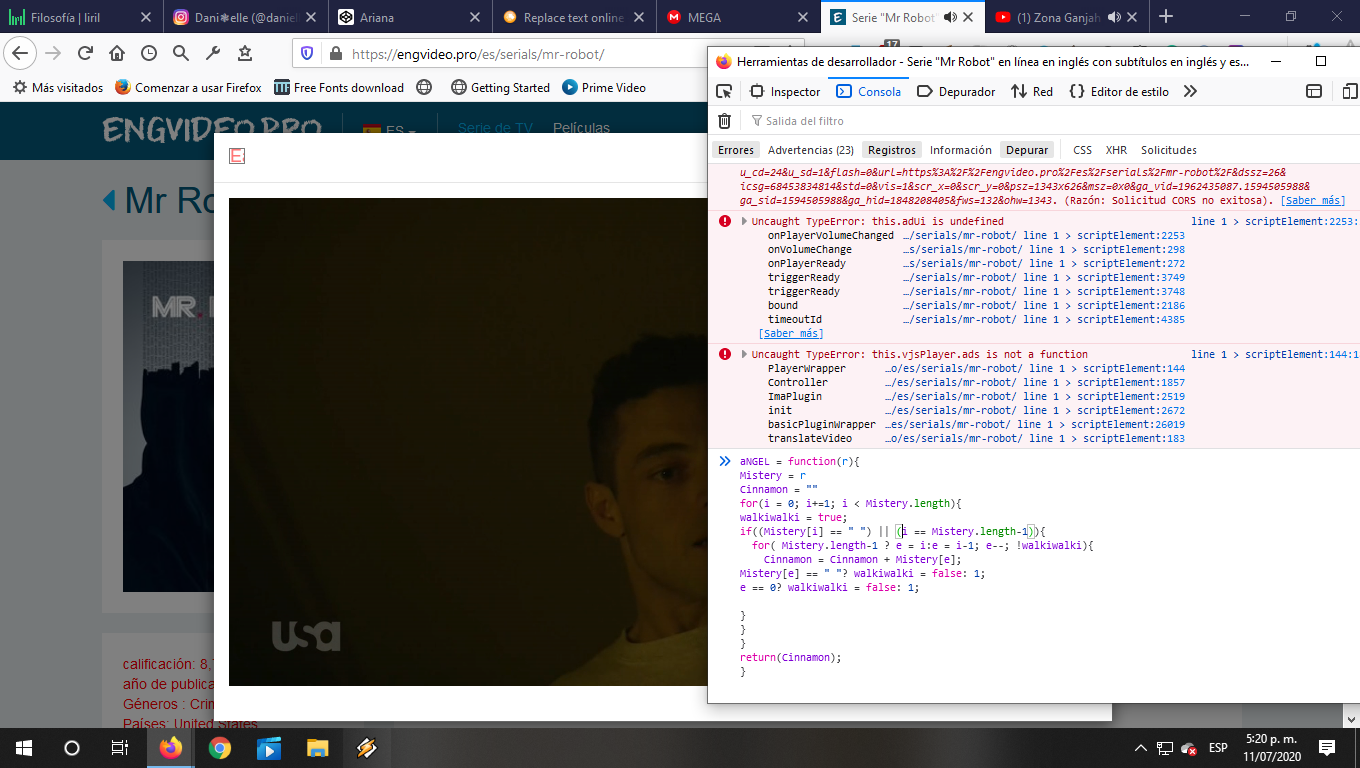 Filosofía | liril
Dani❃elle (@daniel
Ariana
Replace text online
MEGA
Serie "Mr Robot"
(1) Zona Ganjah
https://engvideo.pro/es/serials/mr-robot/
17
Más visitados
Comenzar a usar Firefox
Free Fonts download
Getting Started
Prime Video
ENGVIDEO.PRO
ES
Serie de TV
Películas
Mr Ro
MR.
calificación: 8,
año de publica
Géneros : Crin
Países: United States
usa
Herramientas de desarrollador - Serie "Mr Robot" en línea en inglés con subtítulos en inglés y es...
Inspector
Consola
Depurador
Red
Editor de estilo
Salida del filtro
Errores
Advertencias (23)
Registros
Información
Depurar
CSS
XHR
Solicitudes
u_cd=24&u_sd=1&flash=0&url=https%3A%2F%2Fengvideo.pro%2Fes%2Fserials%2Fmr-robot%2F&dssz=26&
icsg=68453834814&std=0&vis=1&scr_x=0&scr_y=0&psz=1343x626&msz=0x0&ga_vid=1962435087.1594505988&
ga_sid=1594505988&ga_hid=1848208405&fws=132&ohw=1343. (Razón: Solicitud CORS no exitosa). [Saber más]
Uncaught TypeError: this.adUi is undefined line 1 > scriptElement:2253:
onPlayerVolumeChanged …/serials/mr-robot/ line 1 > scriptElement:2253
onVolumeChange …s/serials/mr-robot/ line 1 > scriptElement:298
onPlayerReady …s/serials/mr-robot/ line 1 > scriptElement:272
triggerReady …/serials/mr-robot/ line 1 > scriptElement:3749
triggerReady …/serials/mr-robot/ line 1 > scriptElement:3748
bound …/serials/mr-robot/ line 1 > scriptElement:2186
timeoutId …/serials/mr-robot/ line 1 > scriptElement:4385
[Saber más]
Uncaught TypeError: this.vjsPlayer.ads is not a function line 1 > scriptElement:144:1
PlayerWrapper …o/es/serials/mr-robot/ line 1 > scriptElement:144
Controller …/es/serials/mr-robot/ line 1 > scriptElement:1857
ImaPlugin …/es/serials/mr-robot/ line 1 > scriptElement:2519
init …/es/serials/mr-robot/ line 1 > scriptElement:2672
basicPluginWrapper …es/serials/mr-robot/ line 1 > scriptElement:26019
translateVideo …o/es/serials/mr-robot/ line 1 > scriptElement:183
aNGEL = function(r){
Mistery = r
Cinnamon = ""
for(i = 0; i+=1; i < Mistery.length){
walkiwalki = true;
if((Mistery[i] == " ") || (i == Mistery.length-1)){
for( Mistery.length-1 ? e = i:e = i-1; e--; !walkiwalki){
Cinnamon = Cinnamon + Mistery[e];
Mistery[e] == " "? walkiwalki = false: 1;
e == 0? walkiwalki = false: 1;
}
}
}
return(Cinnamon);
}
ESP
5:20 p. m.
11/07/2020